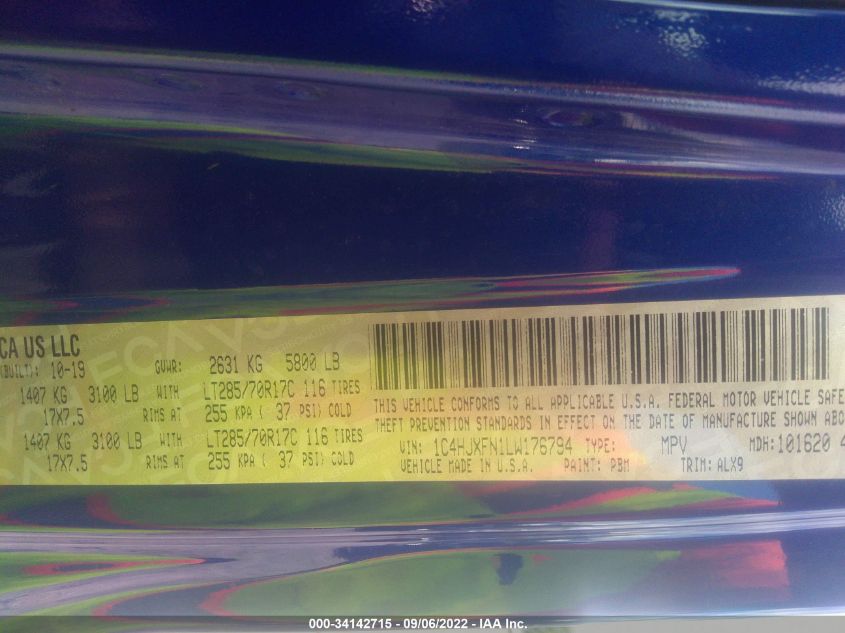 CA US LLC
(BUILT): 10-19 GVWR: 2631 KG 5800 LB
1407 KG 3100 LB WITH LT285/70R17C 116 TIRES
17X7.5 RIMS AT 255 KPA ( 37 PSI) COLD
1407 KG 3100 LB WITH LT285/70R17C 116 TIRES
17X7.5 RIMS AT 255 KPA ( 37 PSI) COLD
THIS VEHICLE CONFORMS TO ALL APPLICABLE U.S.A. FEDERAL MOTOR VEHICLE SAFE
THEFT PREVENTION STANDARDS IN EFFECT ON THE DATE OF MANUFACTURE SHOWN ABO
VIN: 1C4HJXFN1LW176794 TYPE: MPV MDH: 101620 4
VEHICLE MADE IN U.S.A. PAINT: PBM TRIM: ALX9
000-34142715 - 09/06/2022 - IAA Inc.